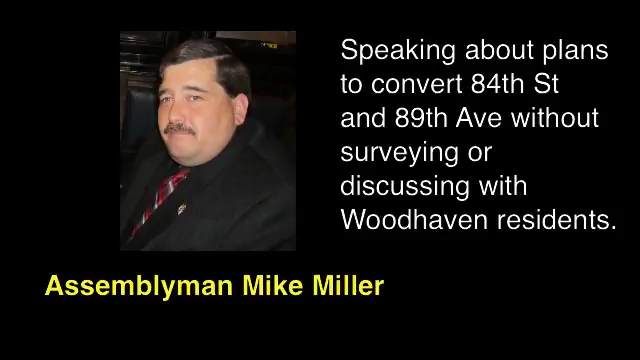 Speaking about plans
to convert 84th St
and 89th Ave without
surveying or
discussing with
Woodhaven residents.
Assemblyman Mike Miller